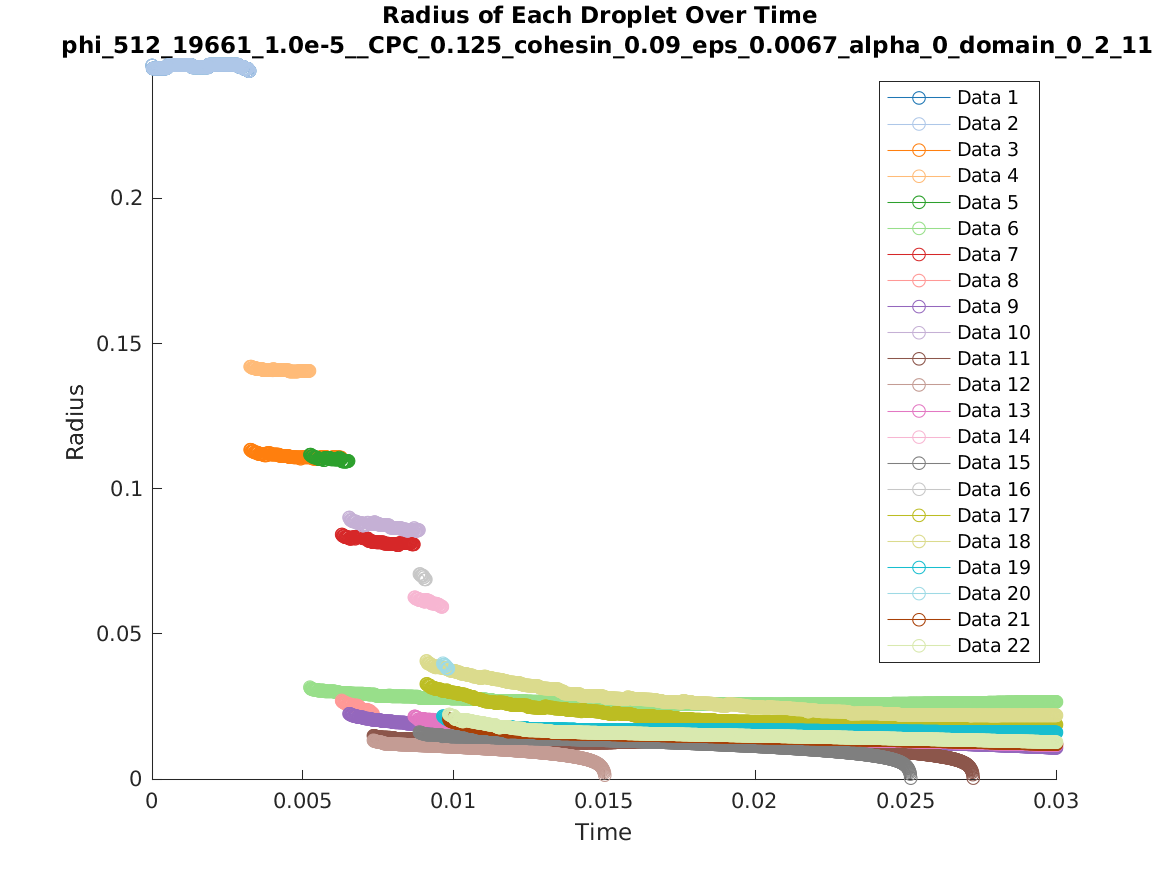 Radius of Each Droplet Over Time
phi_512_19661_1.0e-5__CPC_0.125_cohesin_0.09_eps_0.0067_alpha_0_domain_0_2_11
0.2
0.15
0.1
0.05
0
Radius
0
0.005
0.01
0.015
0.02
0.025
0.03
Time
Data 1
Data 2
Data 3
Data 4
Data 5
Data 6
Data 7
Data 8
Data 9
Data 10
Data 11
Data 12
Data 13
Data 14
Data 15
Data 16
Data 17
Data 18
Data 19
Data 20
Data 21
Data 22